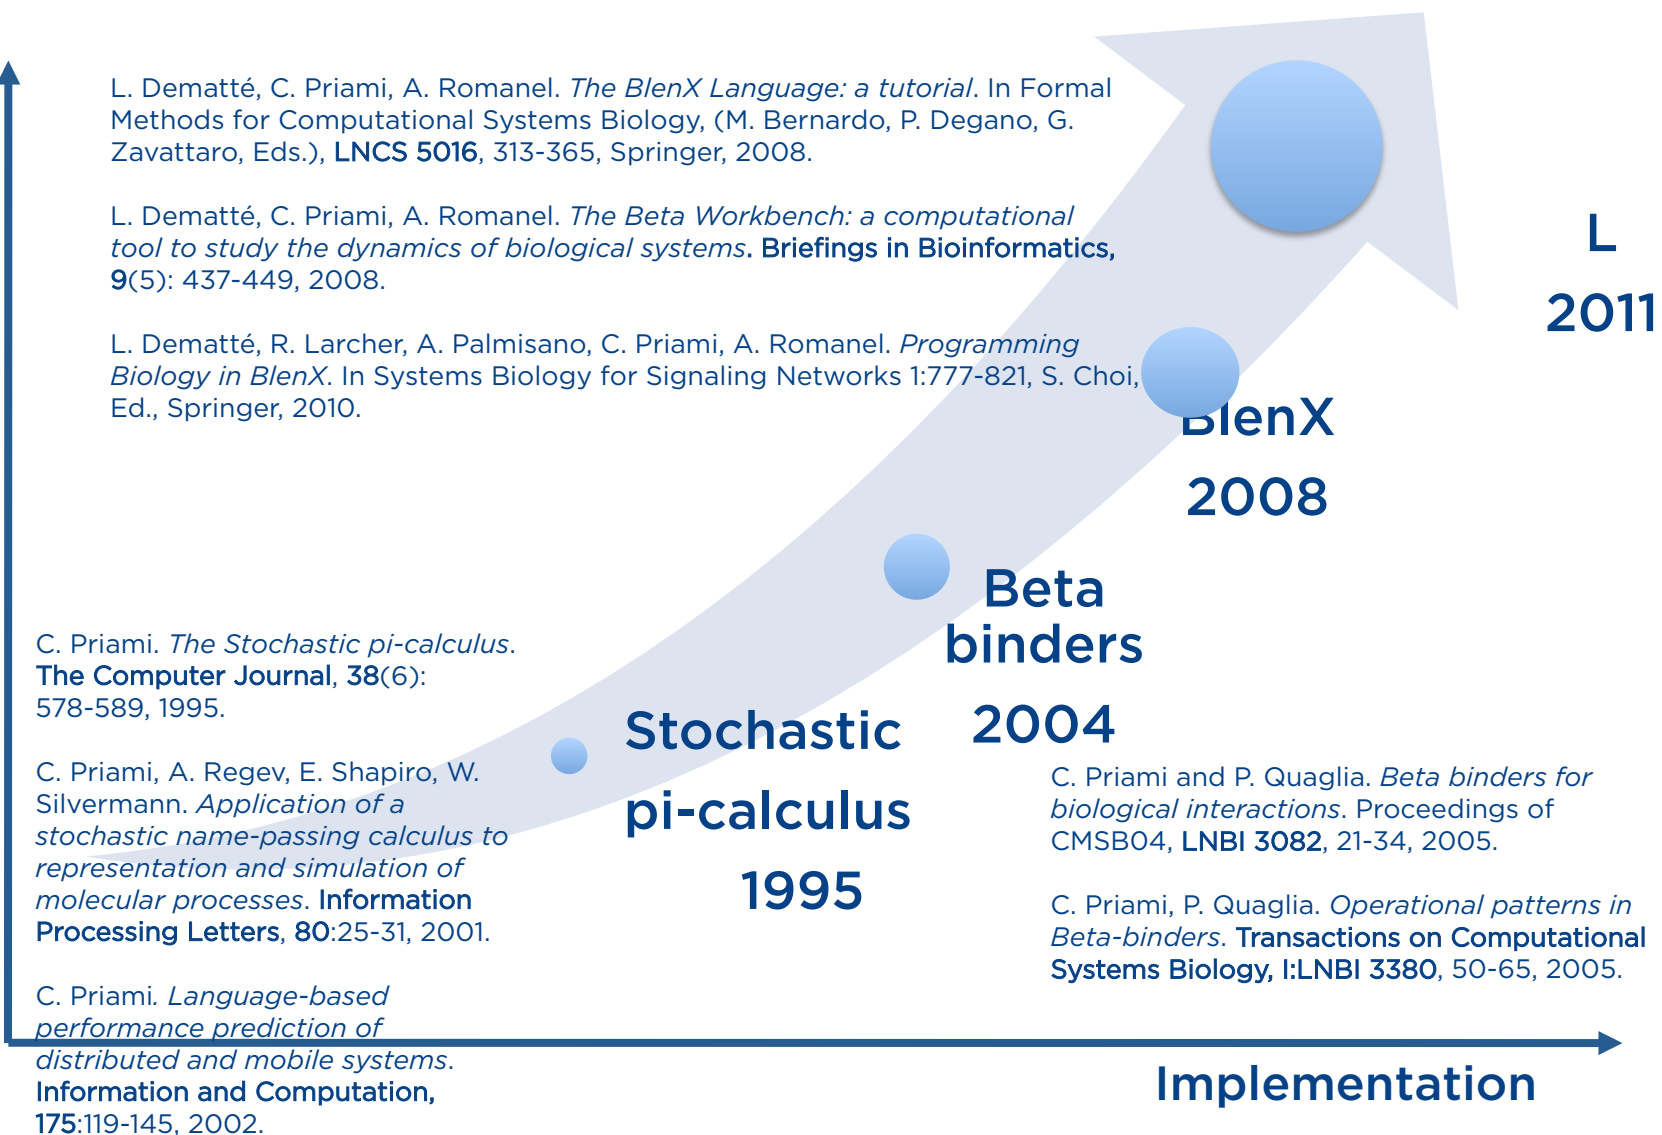 L. Dematté, C. Priami, A. Romanel. The BlenX Language: a tutorial. In Formal
Methods for Computational Systems Biology, (M. Bernardo, P. Degano, G.
Zavattaro, Eds.), LNCS 5016, 313-365, Springer, 2008.
L. Dematté, C. Priami, A. Romanel. The Beta Workbench: a computational
tool to study the dynamics of biological systems. Briefings in Bioinformatics,
9(5): 437-449, 2008.
L. Dematté, R. Larcher, A. Palmisano, C. Priami, A. Romanel. Programming
Biology in BlenX. In Systems Biology for Signaling Networks 1:777-821, S. Choi,
Ed., Springer, 2010.
L
2011
BlenX
2008
Beta
binders
2004
Stochastic
pi-calculus
1995
C. Priami. The Stochastic pi-calculus.
The Computer Journal, 38(6):
578-589, 1995.
C. Priami, A. Regev, E. Shapiro, W.
Silvermann. Application of a
stochastic name-passing calculus to
representation and simulation of
molecular processes. Information
Processing Letters, 80:25-31, 2001.
C. Priami. Language-based
performance prediction of
distributed and mobile systems.
Information and Computation,
175:119-145, 2002.
C. Priami and P. Quaglia. Beta binders for
biological interactions. Proceedings of
CMSB04, LNBI 3082, 21-34, 2005.
C. Priami, P. Quaglia. Operational patterns in
Beta-binders. Transactions on Computational
Systems Biology, I:LNBI 3380, 50-65, 2005.
Implementation